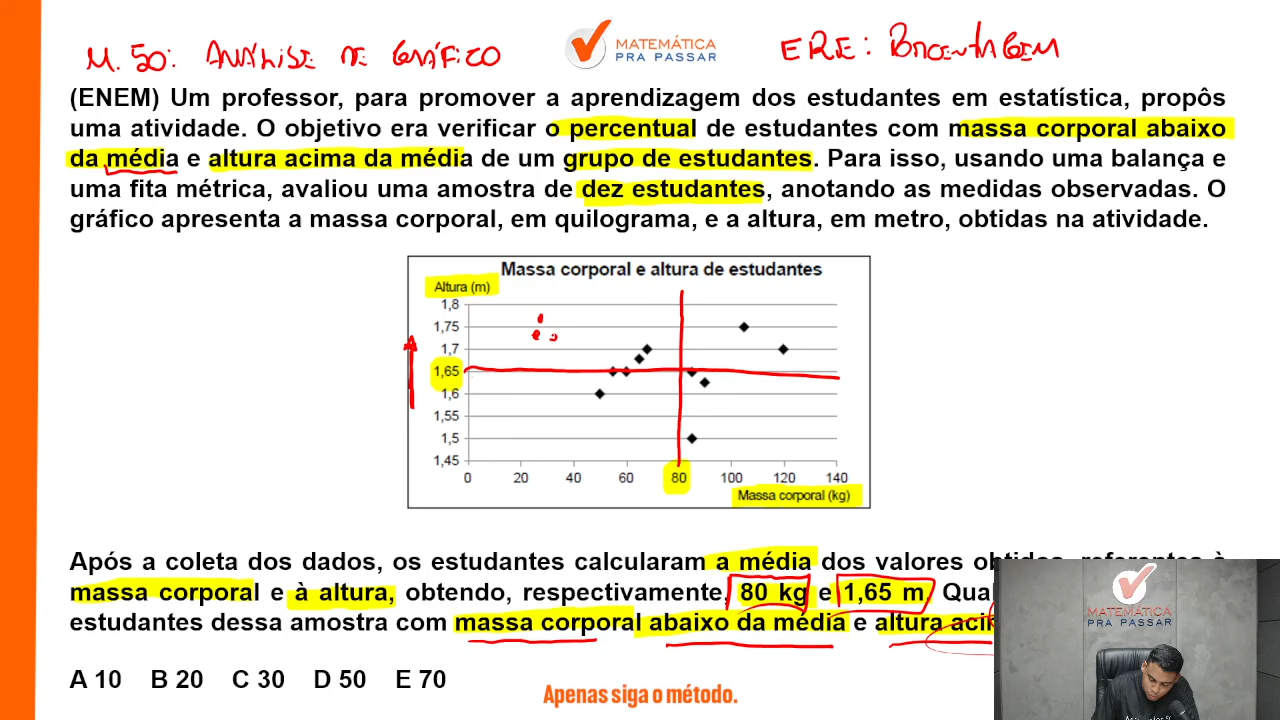 M.50: ANÁLISE DE GRÁFICO
MATEMÁTICA
PRA PASSAR
ERE: PORCENTAGEM
(ENEM) Um professor, para promover a aprendizagem dos estudantes em estatística, propôs
uma atividade. O objetivo era verificar o percentual de estudantes com massa corporal abaixo
da média e altura acima da média de um grupo de estudantes. Para isso, usando uma balança e
uma fita métrica, avaliou uma amostra de dez estudantes, anotando as medidas observadas. O
gráfico apresenta a massa corporal, em quilograma, e a altura, em metro, obtidas na atividade.
Massa corporal e altura de estudantes
Altura (m)
1,8
1,75
1,7
1,65
1,6
1,55
1,5
1,45
0 20 40 60 80 100 120 140
Massa corporal (kg)
Após a coleta dos dados, os estudantes calcularam a média dos valores obtidos, referentes à
massa corporal e à altura, obtendo, respectivamente, 80 kg e 1,65 m. Qual
estudantes dessa amostra com massa corporal abaixo da média e altura aci
A 10 B 20 C 30 D 50 E 70
Apenas siga o método.
MATEMÁTICA
PRA PASSAR